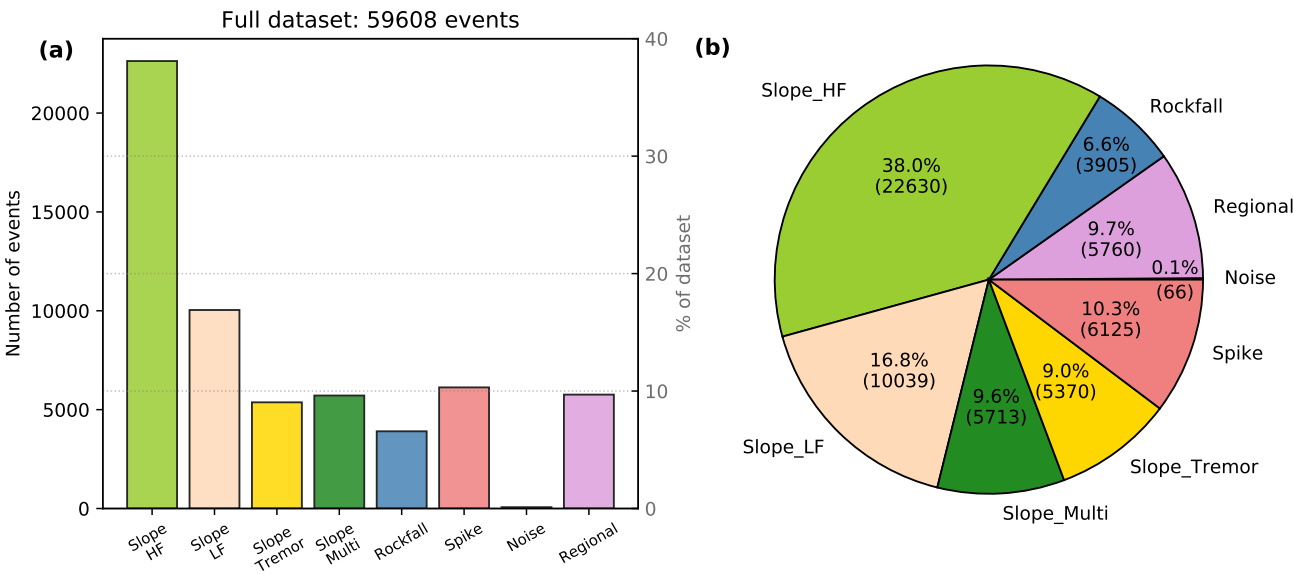 Full dataset: 59608 events
(a)
Number of events
20000
15000
10000
5000
0
40
30
20
10
0
% of dataset
Slope
HF
Slope
LF
Slope
Tremor
Slope
Multi
Rockfall
Spike
Noise
Regional
(b)
Slope_HF
38.0%
(22630)
Rockfall
6.6%
(3905)
Regional
9.7%
(5760)
Noise
0.1%
(66)
Spike
10.3%
(6125)
Slope_Tremor
9.0%
(5370)
Slope_Multi
9.6%
(5713)
Slope_LF
16.8%
(10039)